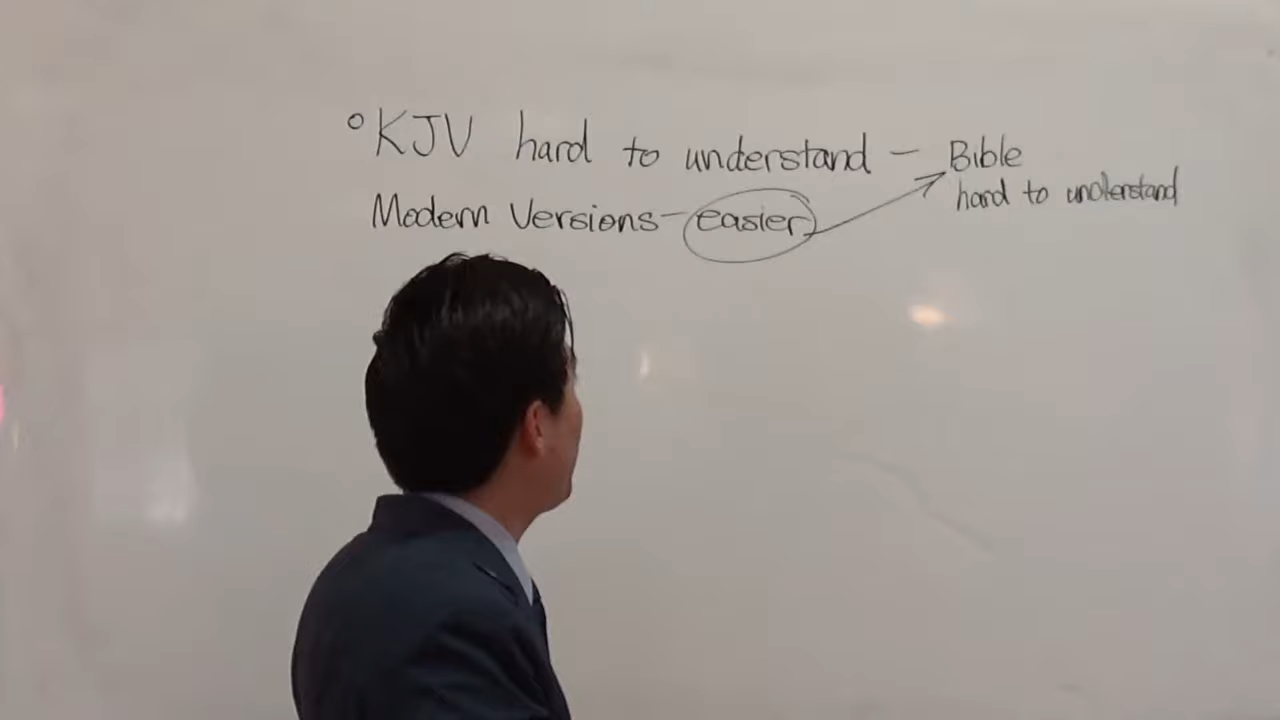 °KJV hard to understand - Bible
hard to understand
Modern Versions- easier